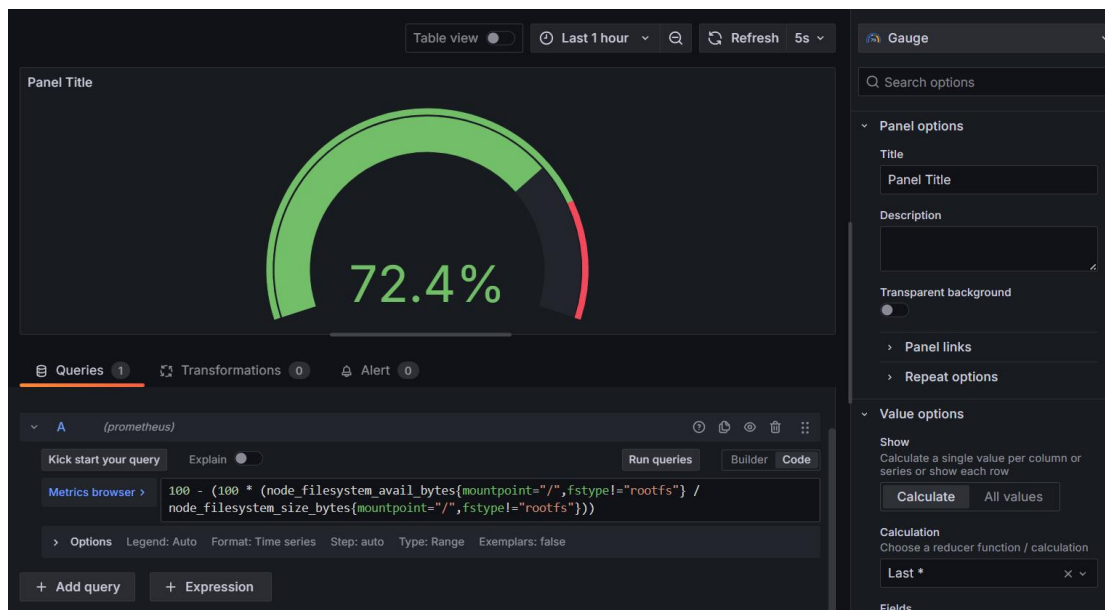 Table view
Last 1 hour
Refresh 5s
Gauge
Panel Title
72.4%
Search options
Panel options
Title
Panel Title
Description
Transparent background
Panel links
Repeat options
Value options
Show
Calculate a single value per column or
series or show each row
Calculate All values
Calculation
Choose a reducer function / calculation
Last *
Fields
Queries 1 Transformations 0 Alert 0
A (prometheus)
Kick start your query Explain Run queries Builder Code
Metrics browser >
100 - (100 * (node_filesystem_avail_bytes{mountpoint="/",fstype!="rootfs"} /
node_filesystem_size_bytes{mountpoint="/",fstype!="rootfs"}))
> Options Legend: Auto Format: Time series Step: auto Type: Range Exemplars: false
+ Add query + Expression